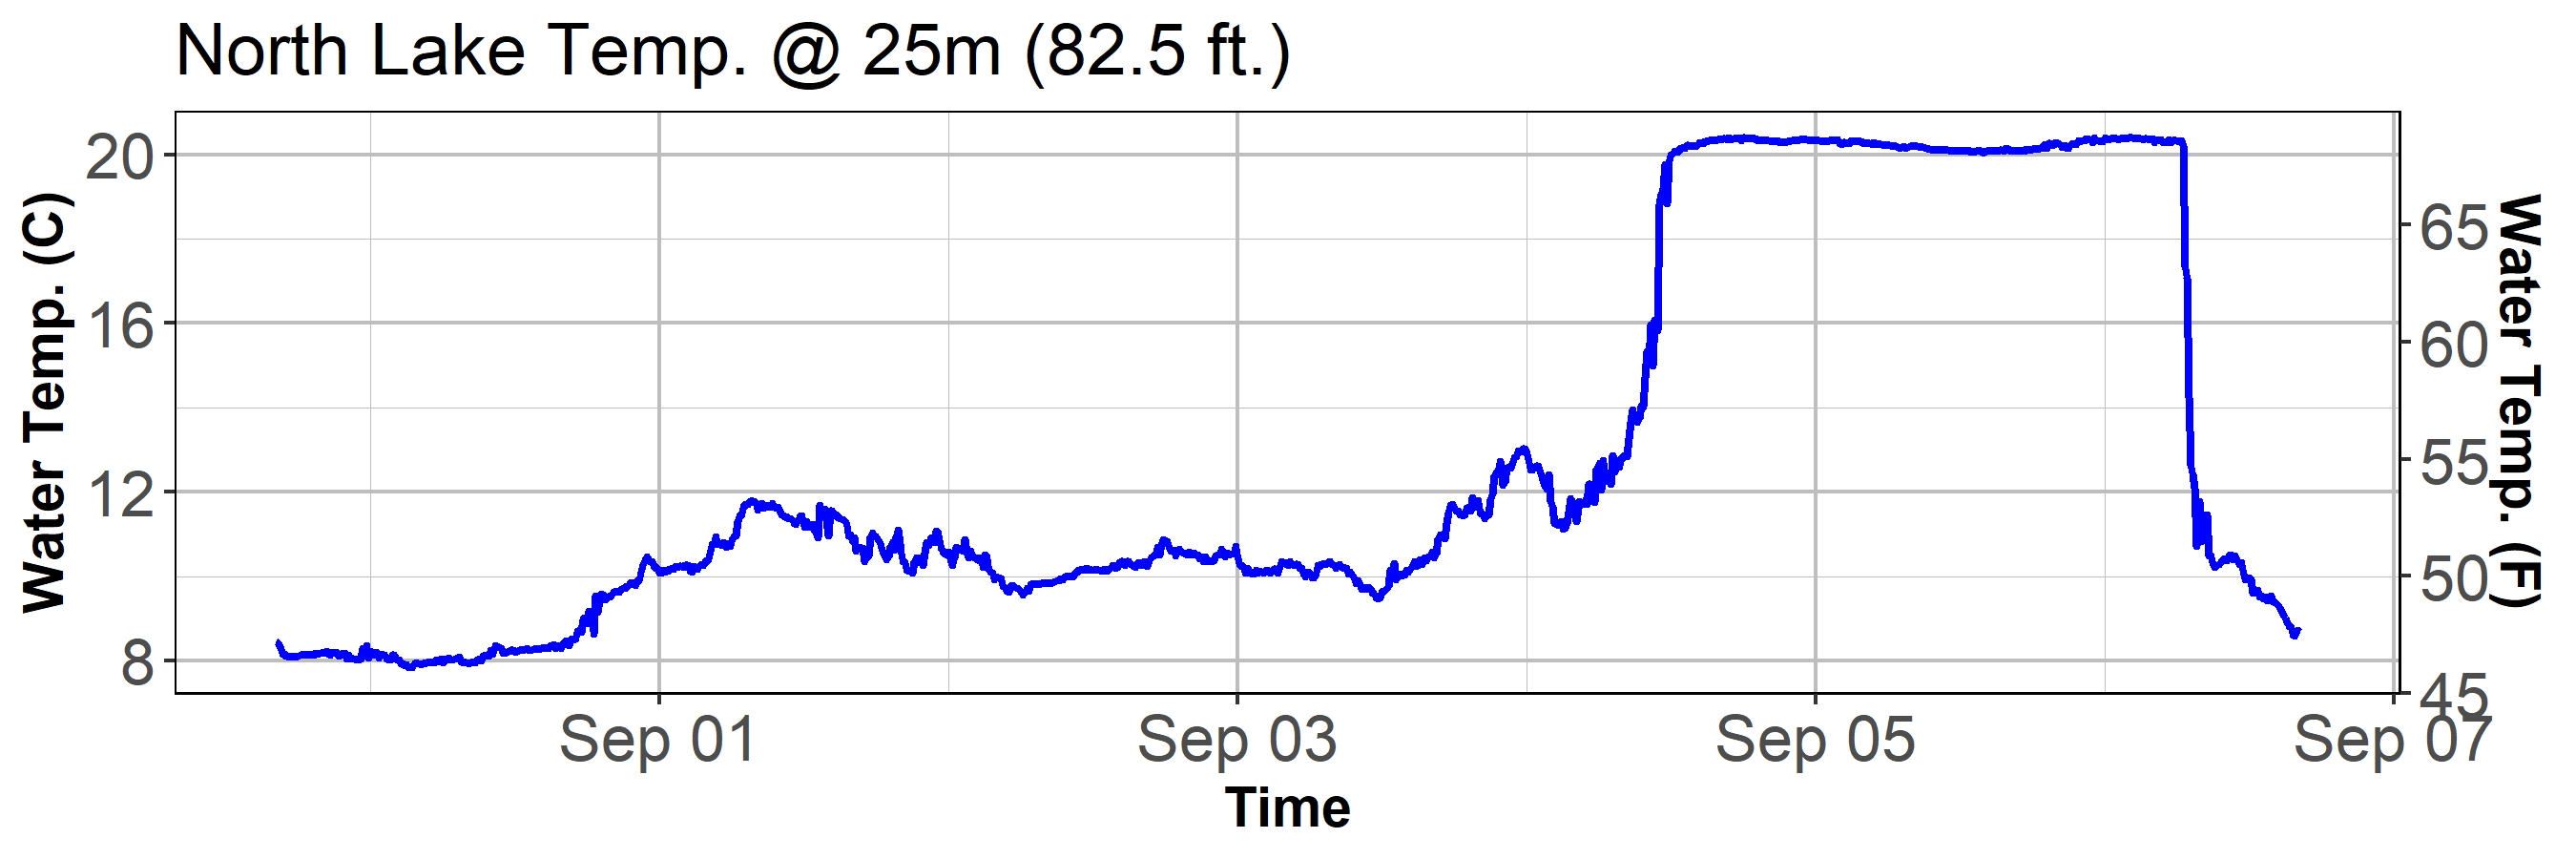 North Lake Temp. @ 25m (82.5 ft.)
Water Temp. (C)
20
16
12
8
65
60
55
50
45
Water Temp. (F)
Sep 01 Sep 03 Sep 05 Sep 07
Time